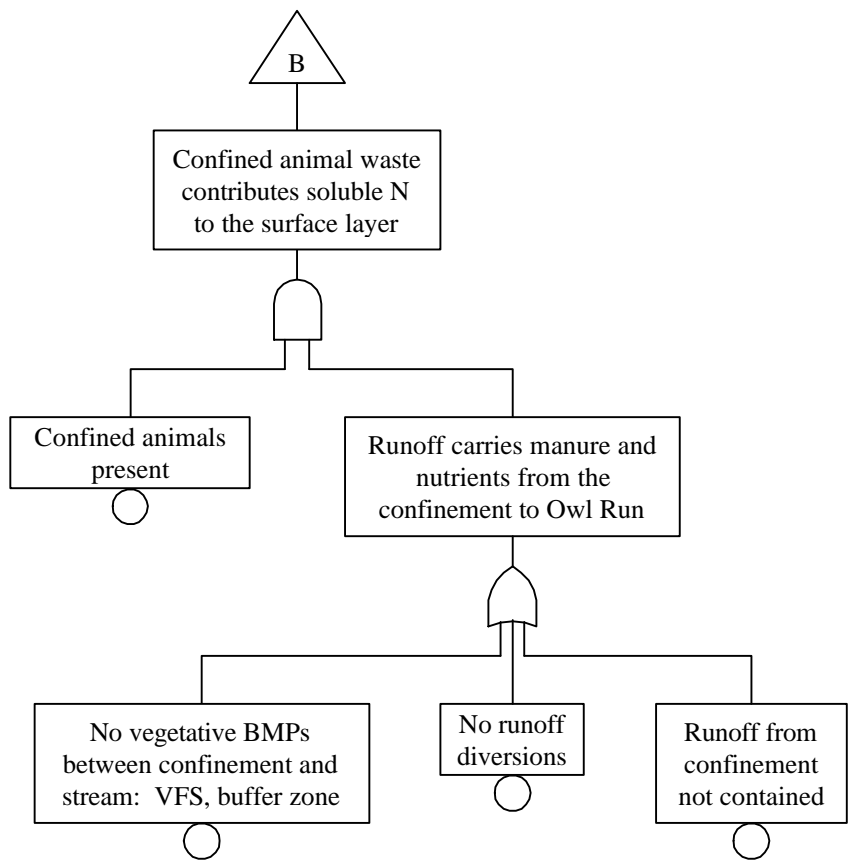 B
Confined animal waste
contributes soluble N
to the surface layer
Confined animals
present
Runoff carries manure and
nutrients from the
confinement to Owl Run
No vegetative BMPs
between confinement and
stream:  VFS, buffer zone
No runoff
diversions
Runoff from
confinement
not contained